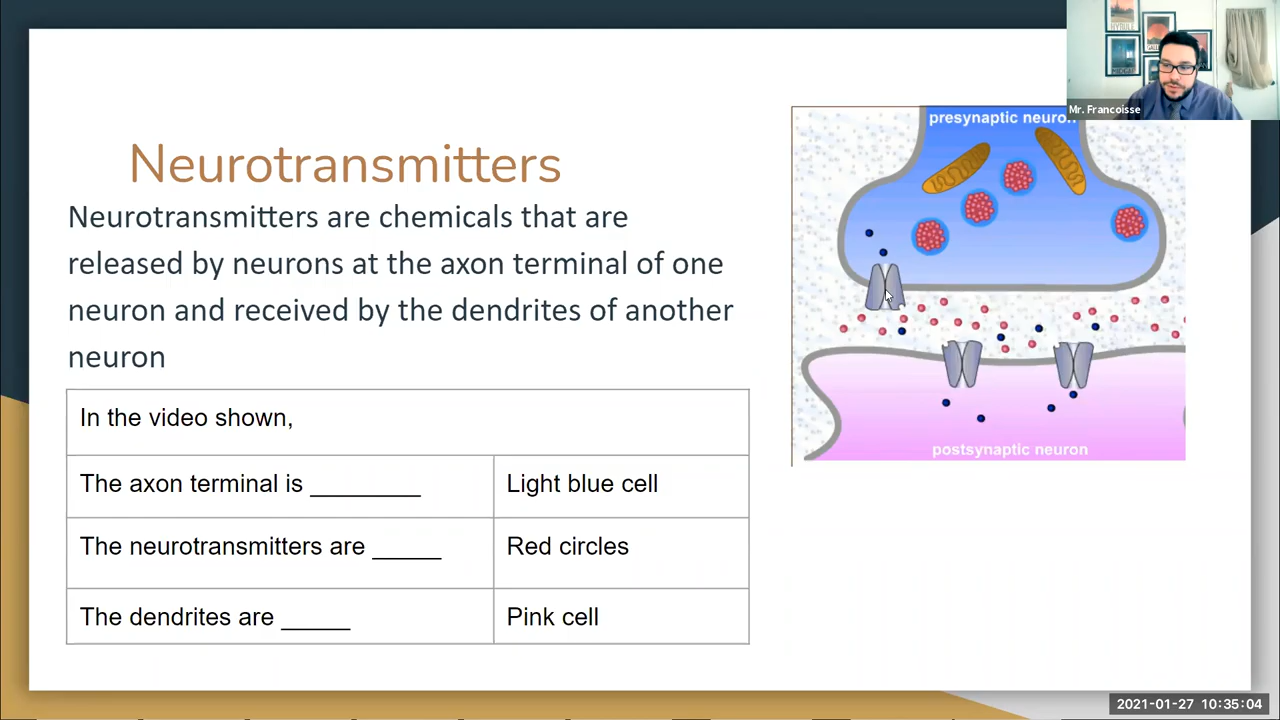 Neurotransmitters
Neurotransmitters are chemicals that are
released by neurons at the axon terminal of one
neuron and received by the dendrites of another
neuron
In the video shown,
The axon terminal is ________
Light blue cell
The neurotransmitters are _____
Red circles
The dendrites are _____
Pink cell
presynaptic neuron
postsynaptic neuron
Mr. Francoisse
2021-01-27 10:35:04